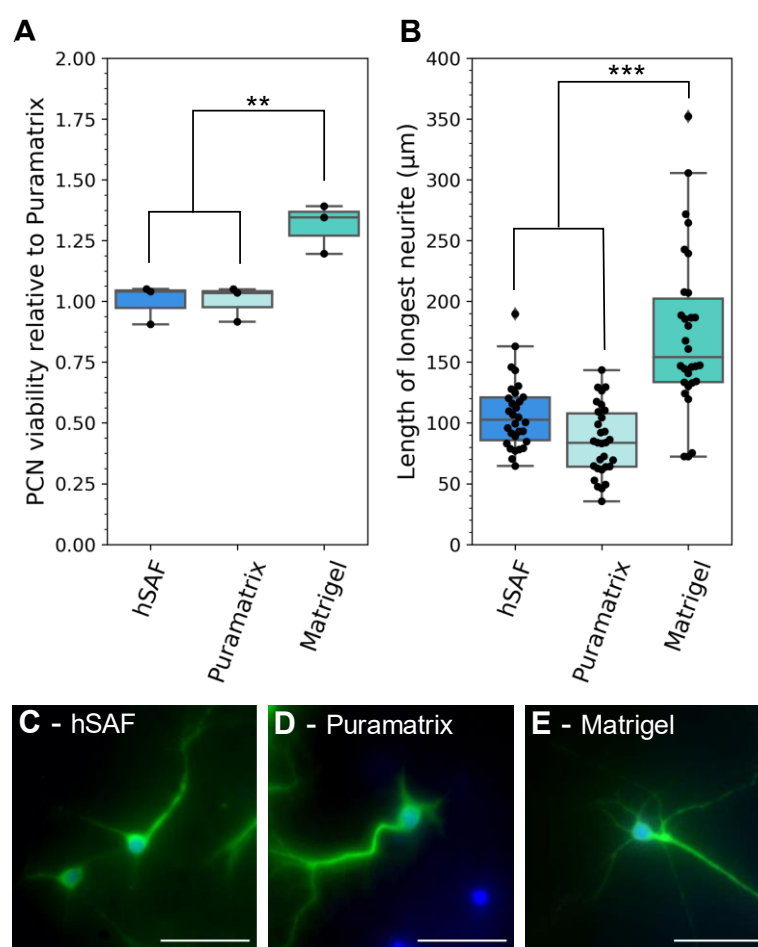 A
B
PCN viability relative to Puramatrix
2.00
1.75
1.50
1.25
1.00
0.75
0.50
0.25
0.00
**
hSAF
Puramatrix
Matrigel
Length of longest neurite (μm)
400
350
300
250
200
150
100
50
0
***
hSAF
Puramatrix
Matrigel
C - hSAF
D - Puramatrix
E - Matrigel